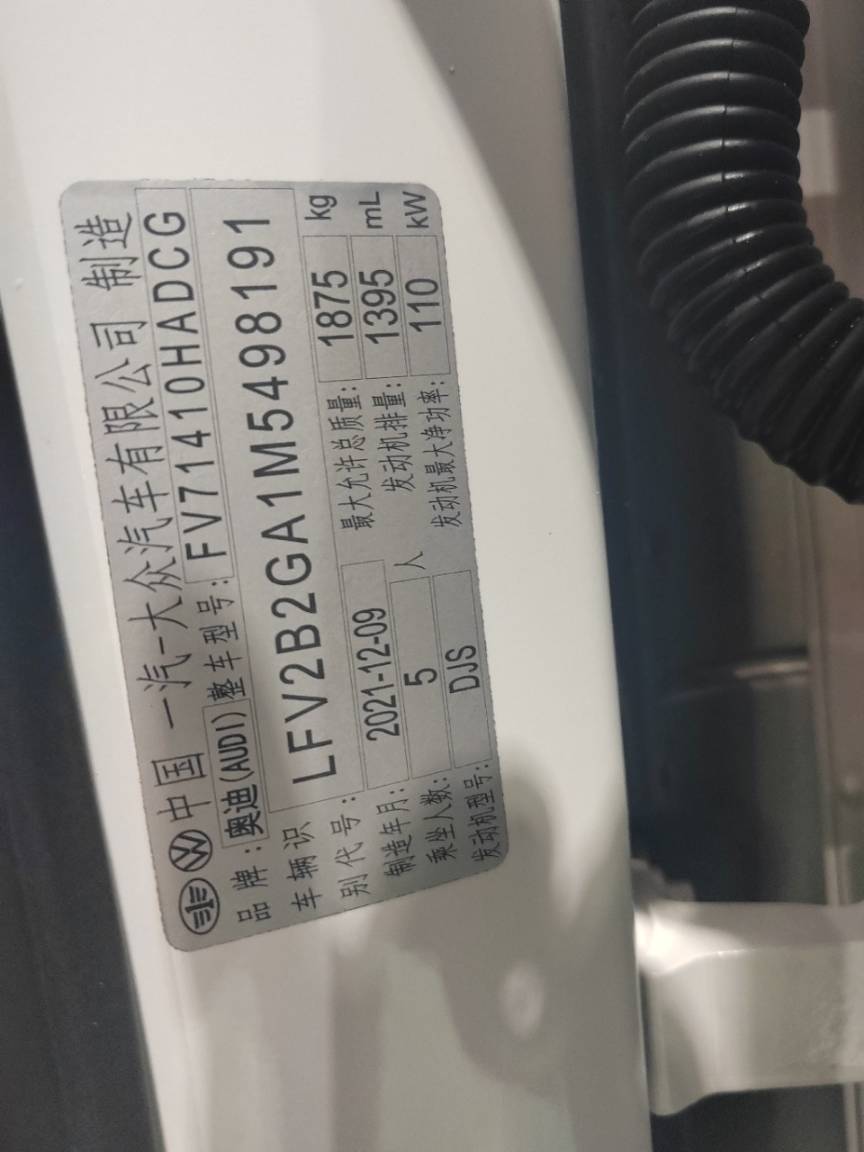 中国 一汽-大众汽车有限公司 制造
品牌: 奥迪(AUDI) 整车型号: FV71410HADCG
车辆识别代号: LFV2B2GA1M5498191
制造年月: 2021-12-09 最大允许总质量: 1875 kg
乘坐人数: 5 人 发动机排量: 1395 mL
发动机型号: DJS 发动机最大净功率: 110 kW